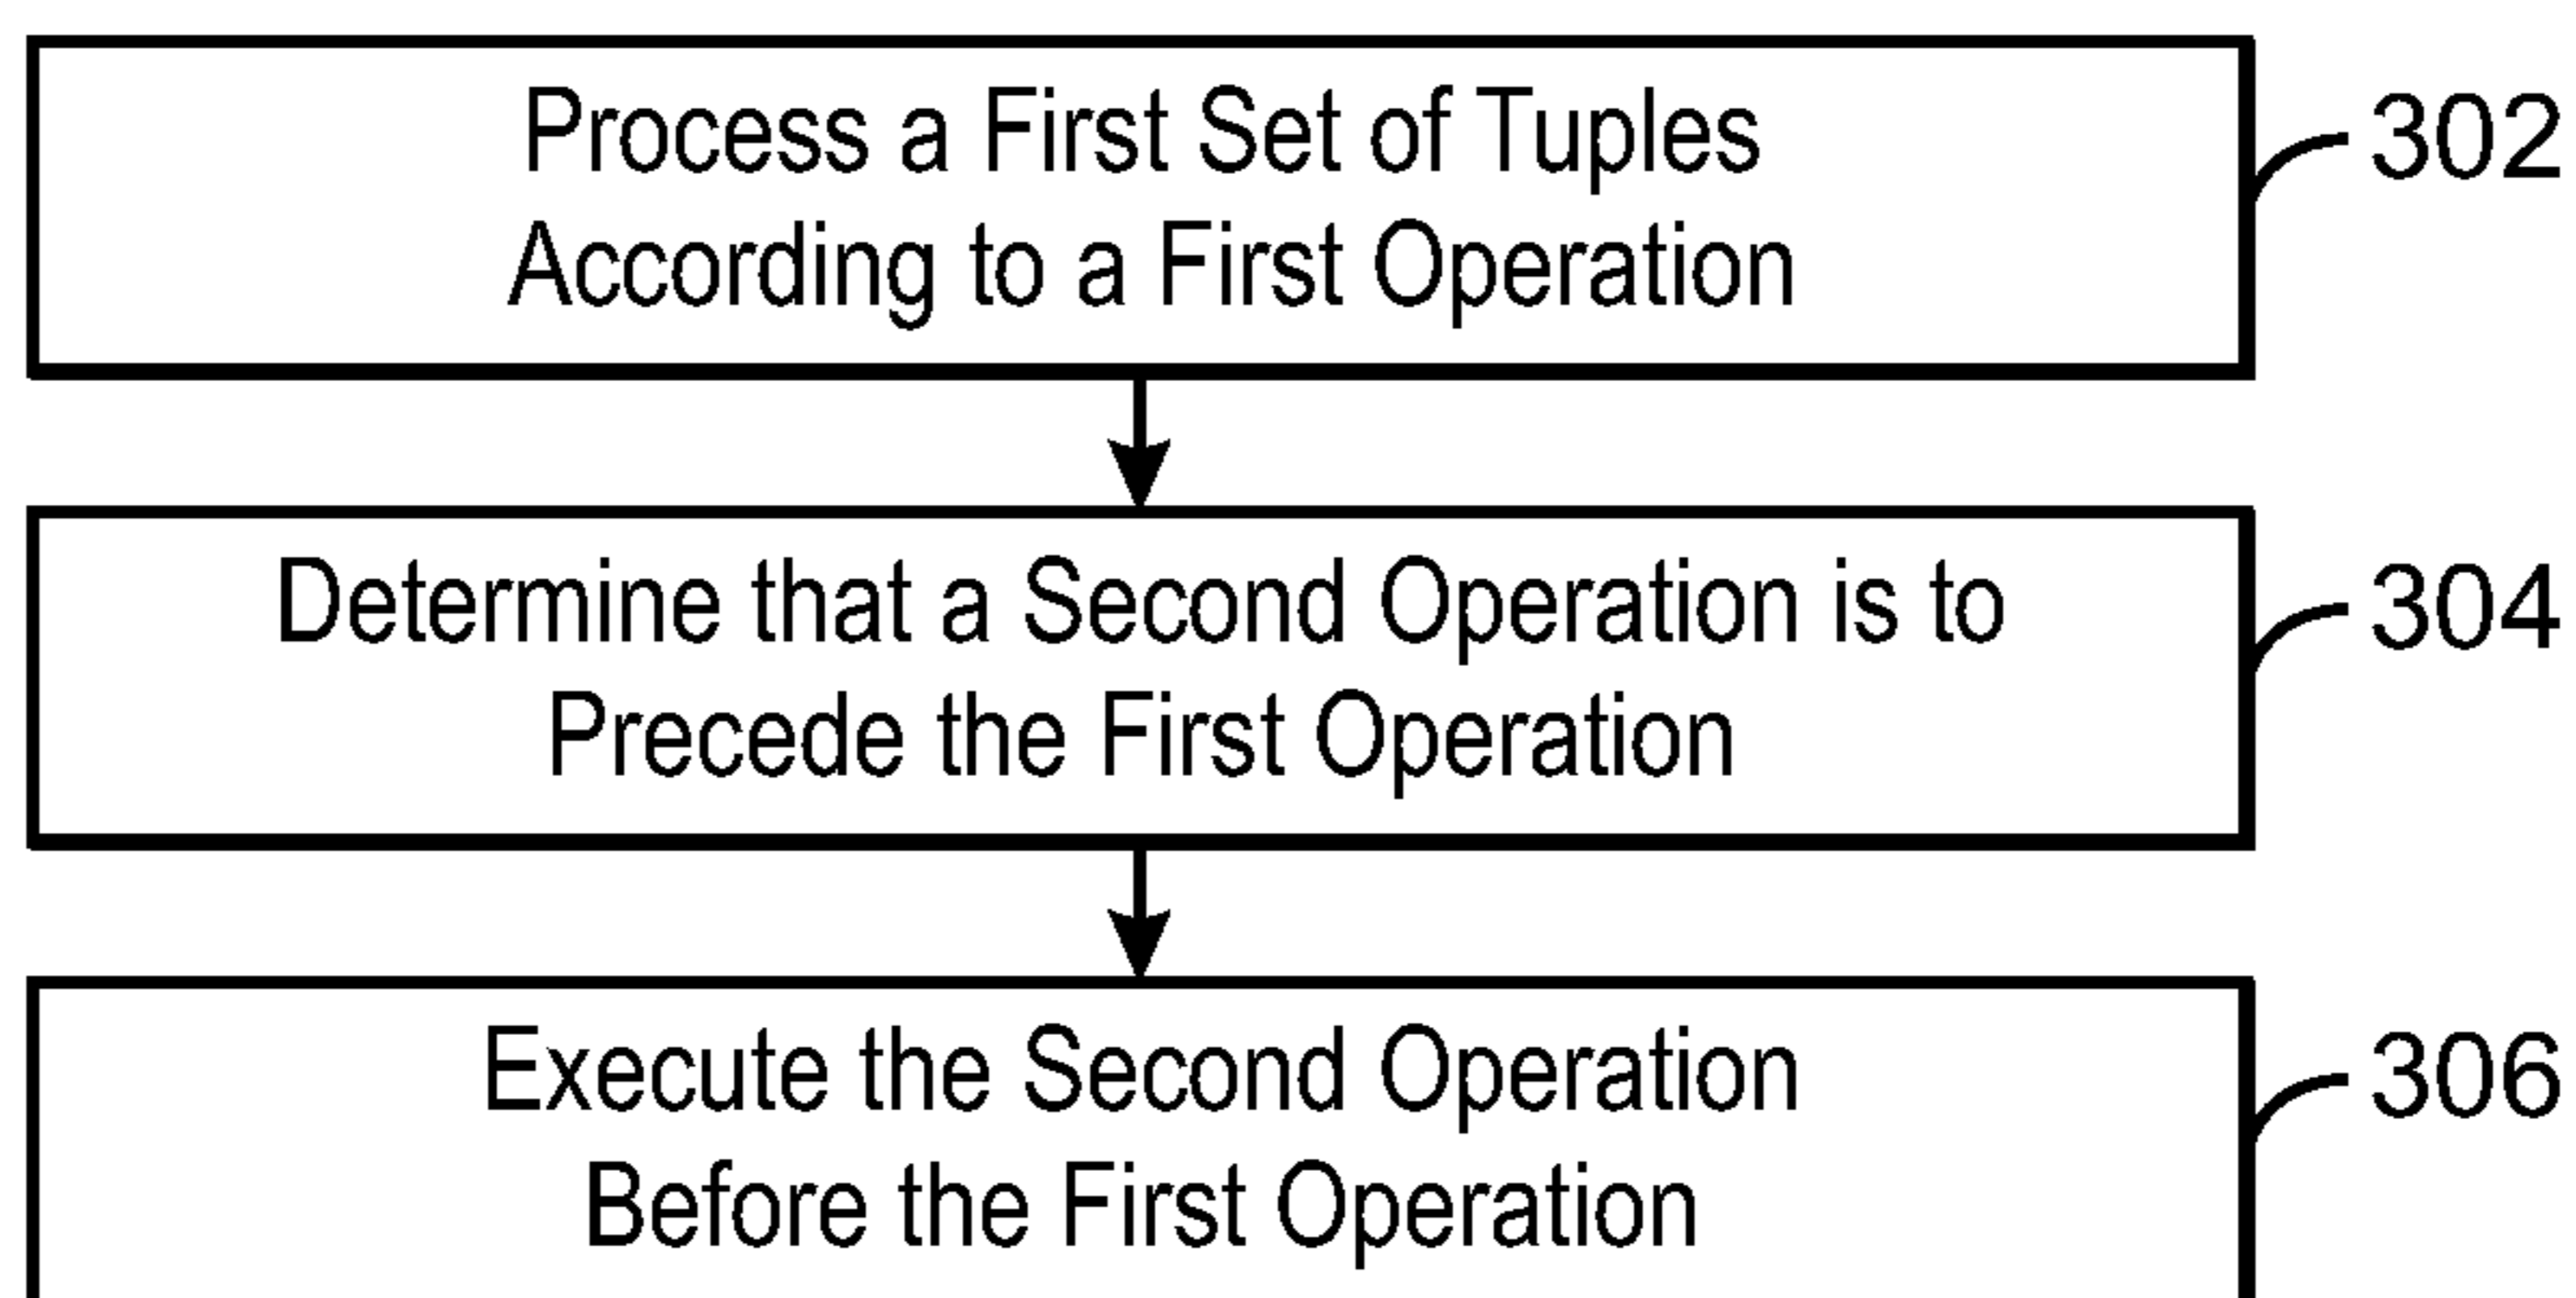 Process a First Set of Tuples
According to a First Operation
302
Determine that a Second Operation is to
Precede the First Operation
304
Execute the Second Operation
Before the First Operation
306